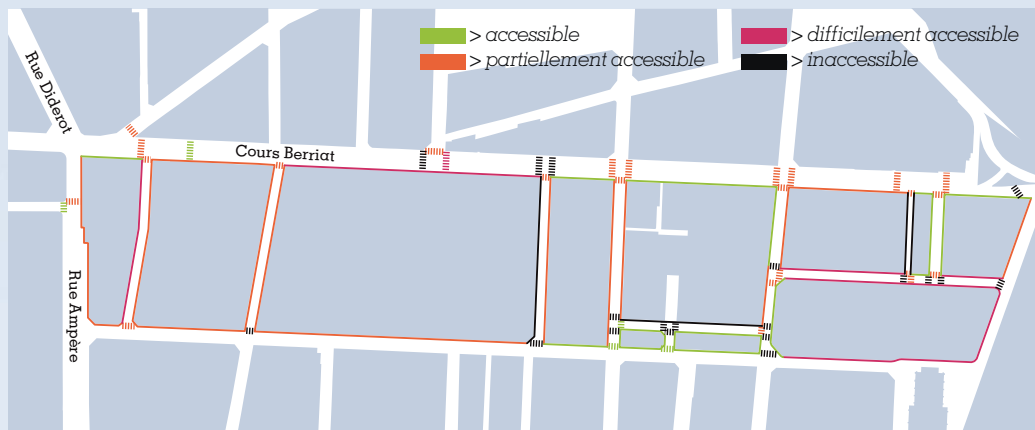 > accessible
> difficilement accessible
> partiellement accessible
> inaccessible
Rue Diderot
Cours Berriat
Rue Ampère